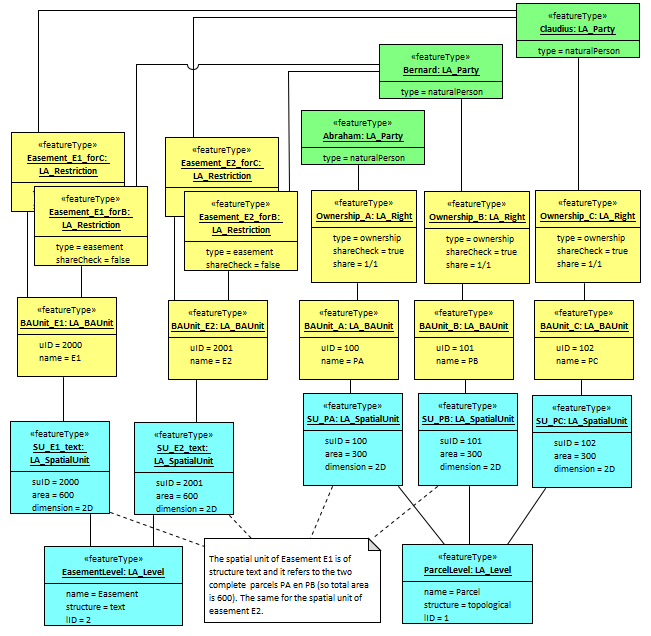 «featureType»
Claudius: LA_Party
type = naturalPerson
«featureType»
Bernard: LA_Party
type = naturalPerson
«featureType»
Abraham: LA_Party
type = naturalPerson
«featureType»
Easement_E1_forC:
LA_Restriction
«featureType»
Easement_E1_forB:
LA_Restriction
type = easement
shareCheck = false
«featureType»
Easement_E2_forC:
LA_Restriction
«featureType»
Easement_E2_forB:
LA_Restriction
type = easement
shareCheck = false
«featureType»
Ownership_A: LA_Right
type = ownership
shareCheck = true
share = 1/1
«featureType»
Ownership_B: LA_Right
type = ownership
shareCheck = true
share = 1/1
«featureType»
Ownership_C: LA_Right
type = ownership
shareCheck = true
share = 1/1
«featureType»
BAUnit_E1: LA_BAUnit
uID = 2000
name = E1
«featureType»
BAUnit_E2: LA_BAUnit
uID = 2001
name = E2
«featureType»
BAUnit_A: LA_BAUnit
uID = 100
name = PA
«featureType»
BAUnit_B: LA_BAUnit
uID = 101
name = PB
«featureType»
BAUnit_C: LA_BAUnit
uID = 102
name = PC
«featureType»
SU_E1_text:
LA_SpatialUnit
suID = 2000
area = 600
dimension = 2D
«featureType»
SU_E2_text:
LA_SpatialUnit
suID = 2001
area = 600
dimension = 2D
«featureType»
SU_PA: LA_SpatialUnit
suID = 100
area = 300
dimension = 2D
«featureType»
SU_PB: LA_SpatialUnit
suID = 101
area = 300
dimension = 2D
«featureType»
SU_PC: LA_SpatialUnit
suID = 102
area = 300
dimension = 2D
«featureType»
EasementLevel: LA_Level
name = Easement
structure = text
lID = 2
The spatial unit of Easement E1 is of
structure text and it refers to the two
complete parcels PA en PB (so total area
is 600). The same for the spatial unit of
easement E2.
«featureType»
ParcelLevel: LA_Level
name = Parcel
structure = topological
lID = 1